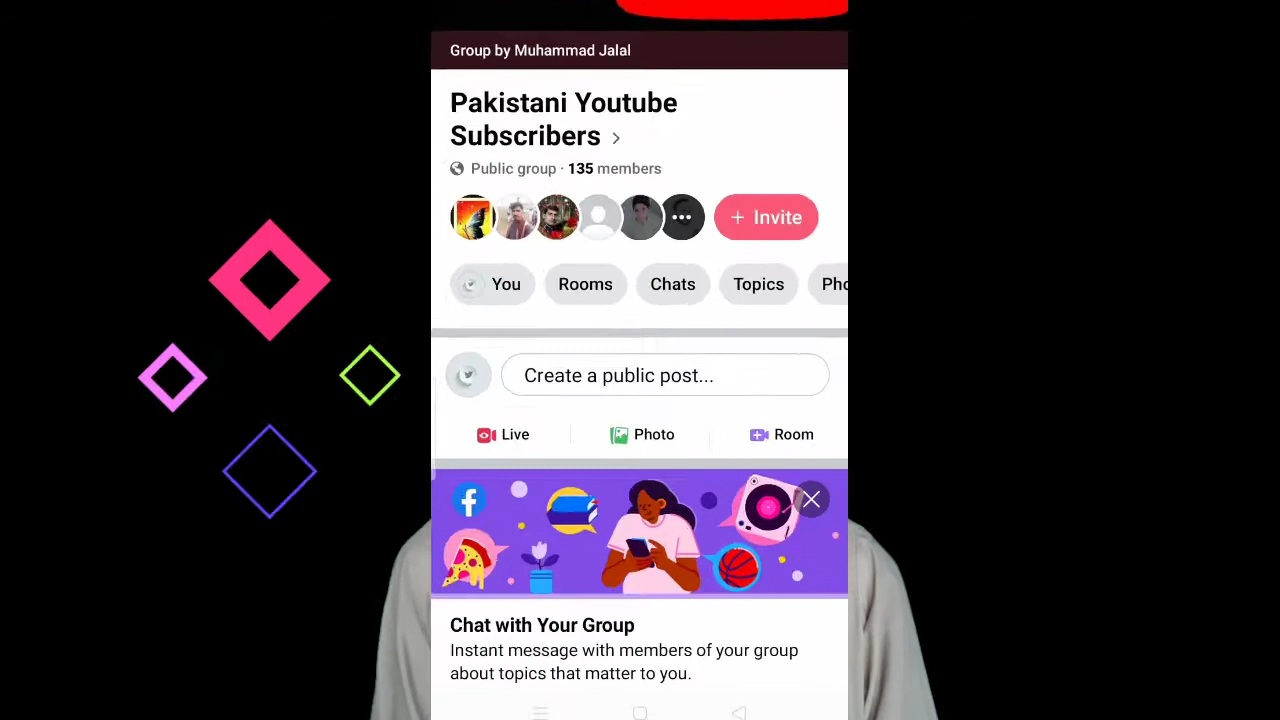 Group by Muhammad Jalal
Pakistani Youtube
Subscribers
Public group · 135 members
+ Invite
You
Rooms
Chats
Topics
Pho
Create a public post...
Live
Photo
Room
Chat with Your Group
Instant message with members of your group
about topics that matter to you.